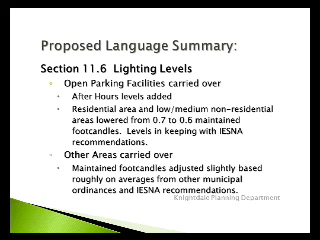 Proposed Language Summary:
Section 11.6 Lighting Levels
Open Parking Facilities carried over
After Hours levels added
Residential area and low/medium non-residential
areas lowered from 0.7 to 0.6 maintained
footcandles. Levels in keeping with IESNA
recommendations.
Other Areas carried over
Maintained footcandles adjusted slightly based
roughly on averages from other municipal
ordinances and IESNA recommendations.
Knightdale Planning Department